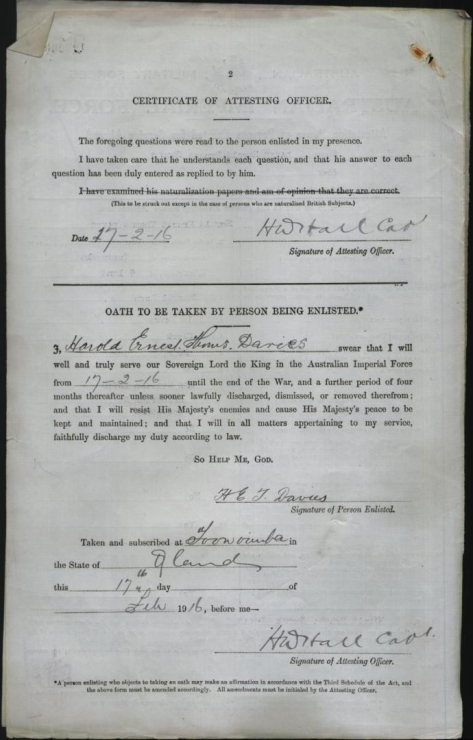 2
CERTIFICATE OF ATTESTING OFFICER.
The foregoing questions were read to the person enlisted in my presence.
I have taken care that he understands each question, and that his answer to each
question has been duly entered as replied to by him.
I have examined his naturalization papers and am of opinion that they are correct.
(This to be struck out except in the case of persons who are naturalized British Subjects.)
Date 17-2-16
Signature of Attesting Officer.
OATH TO BE TAKEN BY PERSON BEING ENLISTED.*
Harold Ernest Davies swear that I will
well and truly serve our Sovereign Lord the King in the Australian Imperial Force
from 17-2-16 until the end of the War, and a further period of four
months thereafter unless sooner lawfully discharged, dismissed, or removed therefrom;
and that I will resist His Majesty's enemies and cause His Majesty's peace to be
kept and maintained; and that I will in all matters appertaining to my service,
faithfully discharge my duty according to law.
SO HELP ME, GOD.
H E T Davies
Signature of Person Enlisted.
Taken and subscribed at Toowoomba in
the State of Qland
this 17th day of
Feb 1916, before me—
Signature of Attesting Officer.
*A person enlisting who objects to taking an oath may make an affirmation in accordance with the Third Schedule of the Act, and
the above form must be amended accordingly. All amendments must be initialed by the Attesting Officer.